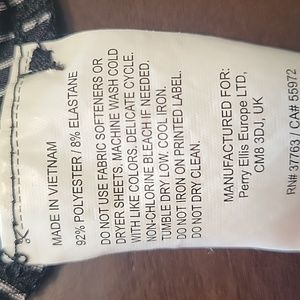 MADE IN VIETNAM
92% POLYESTER / 8% ELASTANE
DO NOT USE FABRIC SOFTENERS OR
DRYER SHEETS. MACHINE WASH COLD
WITH LIKE COLORS. DELICATE CYCLE.
NON-CHLORINE BLEACH IF NEEDED.
TUMBLE DRY LOW. COOL IRON.
DO NOT IRON ON PRINTED LABEL.
DO NOT DRY CLEAN.
MANUFACTURED FOR:
Perry Ellis Europe LTD,
CM8 3DJ, UK
RN# 37763 / CA# 55972